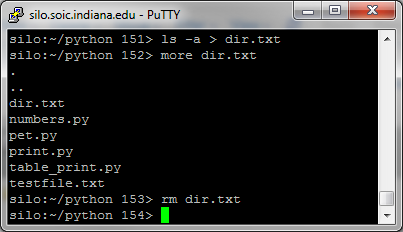 silo.soic.indiana.edu - PuTTY
silo:~/python 151> ls -a > dir.txt
silo:~/python 152> more dir.txt
.
..
dir.txt
numbers.py
pet.py
print.py
table_print.py
testfile.txt
silo:~/python 153> rm dir.txt
silo:~/python 154>